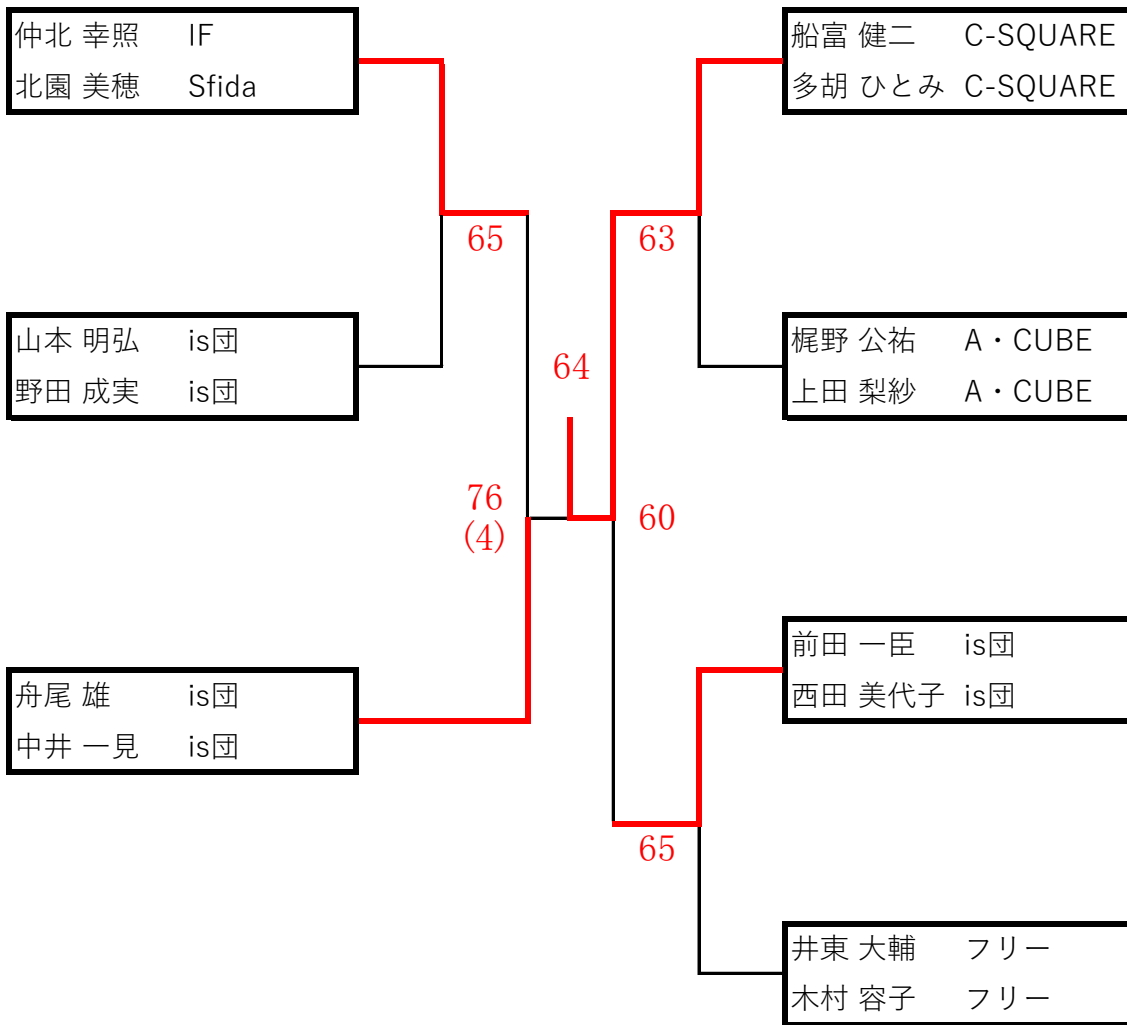 仲北 幸照 IF
北園 美穂 Sfida
65
山本 明弘 is団
野田 成実 is団
76
(4)
舟尾 雄 is団
中井 一見 is団
64
船富 健二 C-SQUARE
多胡 ひとみ C-SQUARE
63
梶野 公祐 A・CUBE
上田 梨紗 A・CUBE
60
前田 一臣 is団
西田 美代子 is団
65
井東 大輔 フリー
木村 容子 フリー